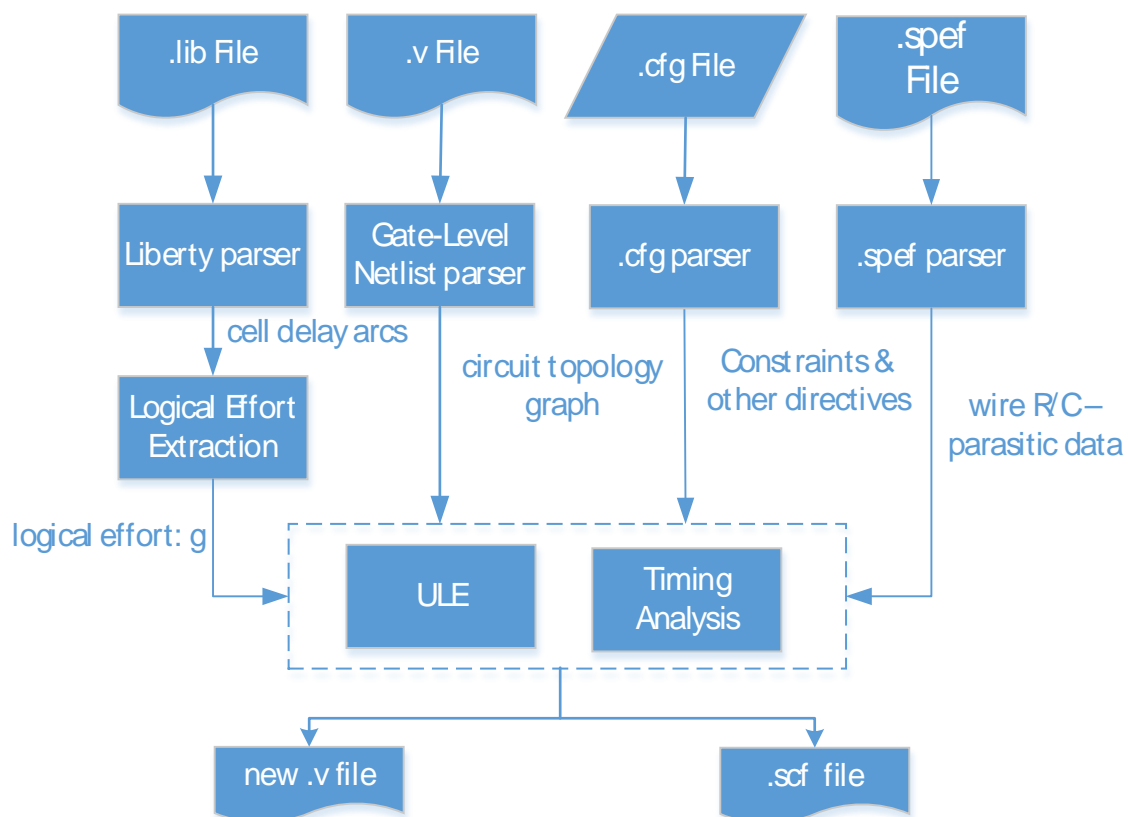 .lib File
.v File
.cfg File
.spef
File
Liberty parser
Gate-Level
Netlist parser
.cfg parser
.spef parser
cell delay arcs
circuit topology
graph
Constraints &
other directives
wire R/C–
parasitic data
Logical Effort
Extraction
logical effort: g
ULE
Timing
Analysis
new .v file
.scf file